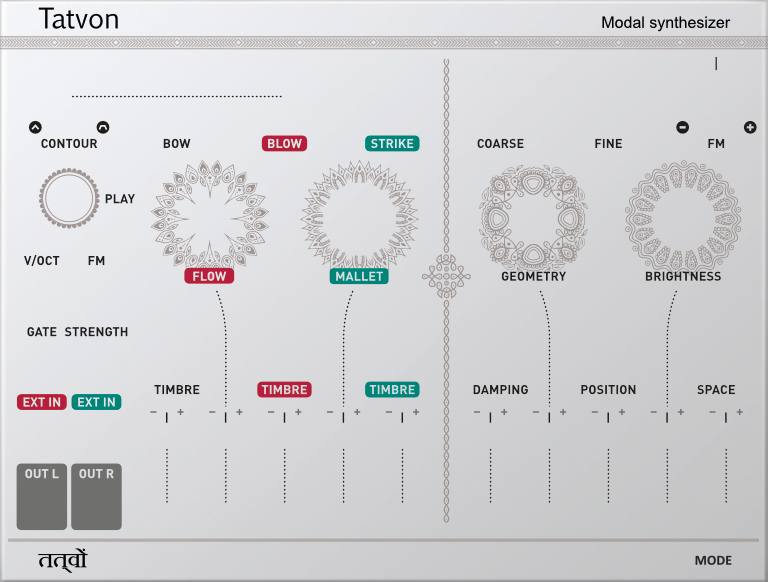 Tatvon
Modal synthesizer
CONTOUR BOW BLOW STRIKE COARSE FINE FM
PLAY
V/OCT FM
FLOW MALLET GEOMETRY BRIGHTNESS
GATE STRENGTH
TIMBRE TIMBRE TIMBRE DAMPING POSITION SPACE
EXT IN EXT IN
OUT L OUT R
तत्वों
MODE